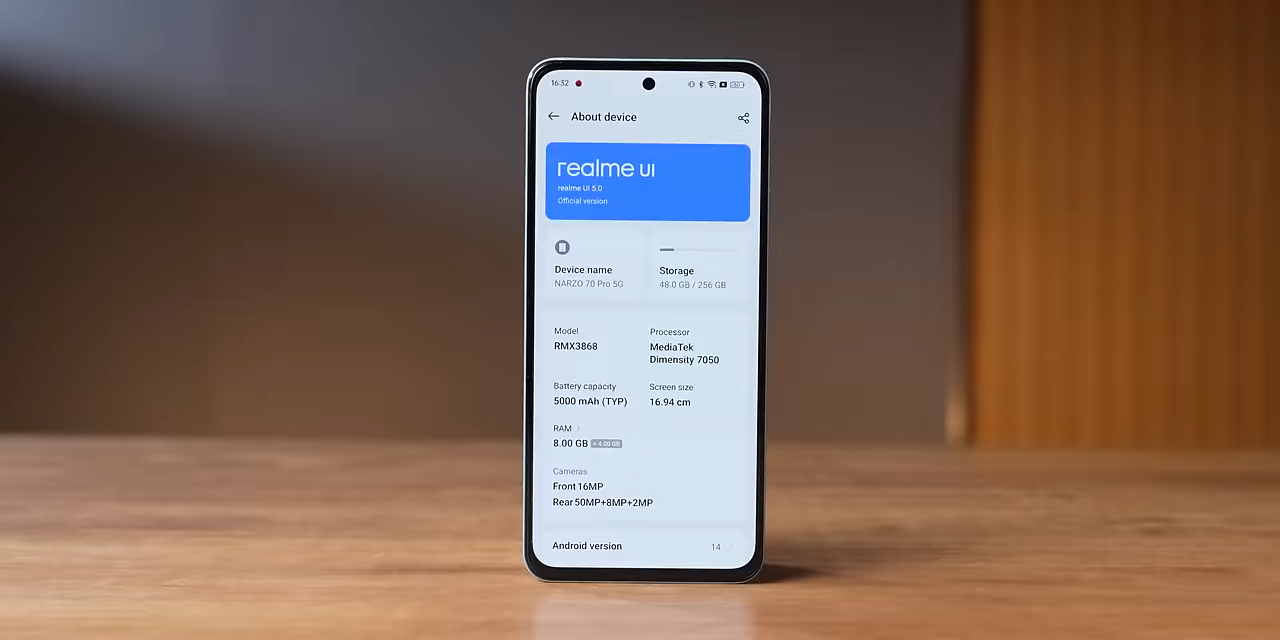 16:32
About device
realme UI
realme UI 5.0
Official version
Device name
NARZO 70 Pro 5G
Storage
48.0 GB / 256 GB
Model
RMX3868
Processor
MediaTek
Dimensity 7050
Battery capacity
5000 mAh (TYP)
Screen size
16.94 cm
RAM
8.00 GB + 4.00 GB
Cameras
Front 16MP
Rear 50MP+8MP+2MP
Android version
14